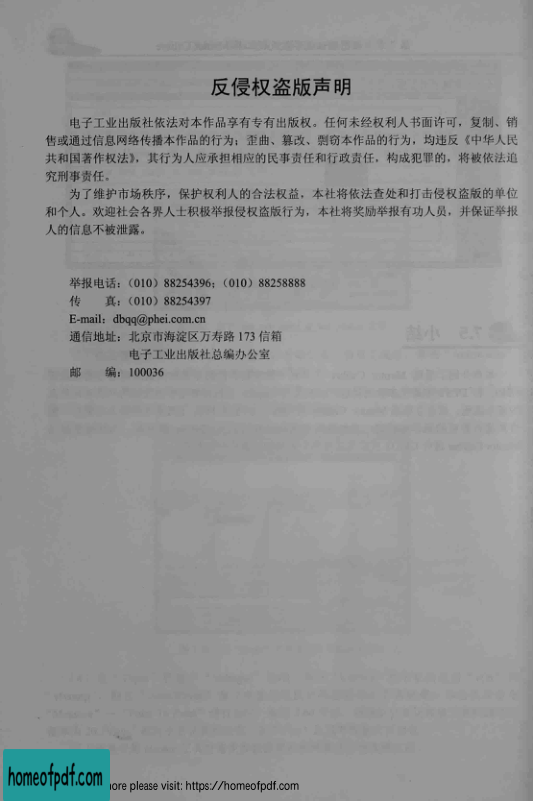 反侵权盗版声明
电子工业出版社依法对本作品享有专有出版权。任何未经权利人书面许可，复制、销
售或通过信息网络传播本作品的行为；歪曲、篡改、剽窃本作品的行为，均违反《中华人民
共和国著作权法》，其行为人应承担相应的民事责任和行政责任，构成犯罪的，将被依法追
究刑事责任。
为了维护市场秩序，保护权利人的合法权益，本社将依法查处和打击侵权盗版的单位
和个人。欢迎社会各界人士积极举报侵权盗版行为，本社将奖励举报有功人员，并保证举报
人的信息不被泄露。
举报电话：（010）88254396；（010）88258888
传　　真：（010）88254397
E-mail：dbqq@phei.com.cn
通信地址：北京市海淀区万寿路 173 信箱
电子工业出版社总编办公室
邮　　编：100036
7.5 小结
homeofpdf.com
ore please visit: https://homeofpdf.com